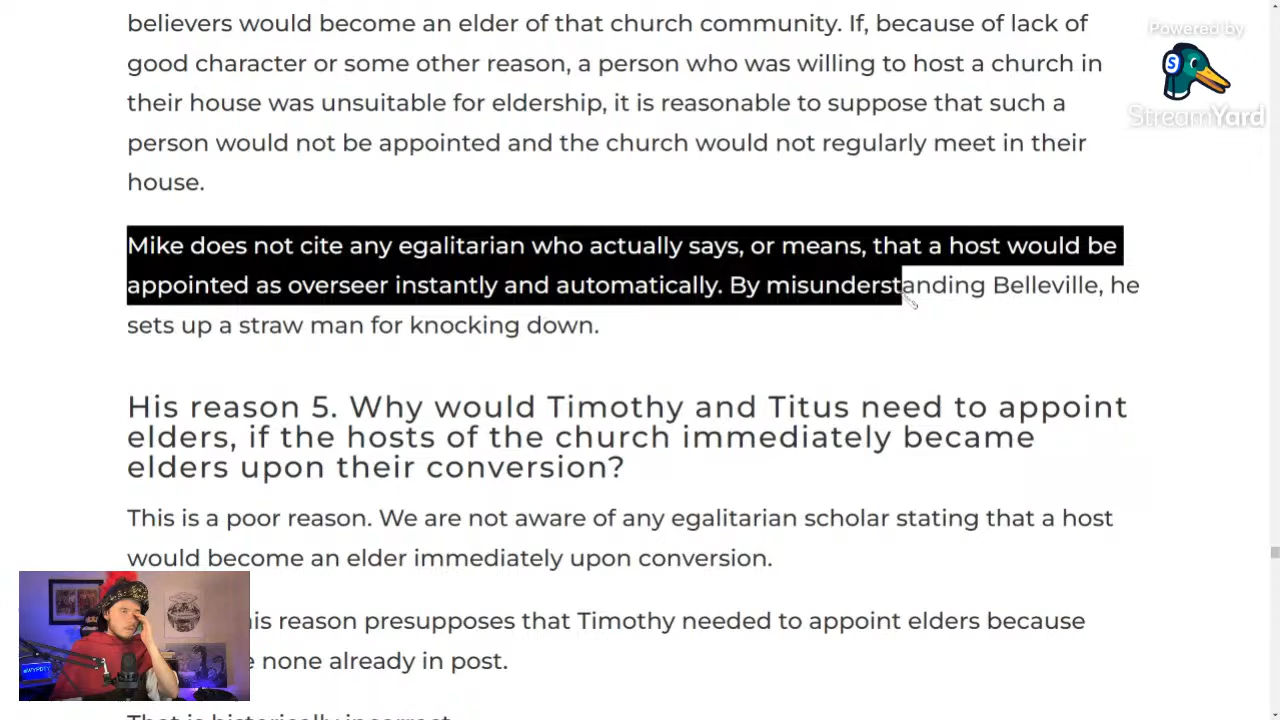 believers would become an elder of that church community. If, because of lack of
good character or some other reason, a person who was willing to host a church in
their house was unsuitable for eldership, it is reasonable to suppose that such a
person would not be appointed and the church would not regularly meet in their
house.
Powered by
S
StreamYard
Mike does not cite any egalitarian who actually says, or means, that a host would be
appointed as overseer instantly and automatically. By misunderstanding Belleville, he
sets up a straw man for knocking down.
His reason 5. Why would Timothy and Titus need to appoint
elders, if the hosts of the church immediately became
elders upon their conversion?
This is a poor reason. We are not aware of any egalitarian scholar stating that a host
would become an elder immediately upon conversion.
his reason presupposes that Timothy needed to appoint elders because
none already in post.